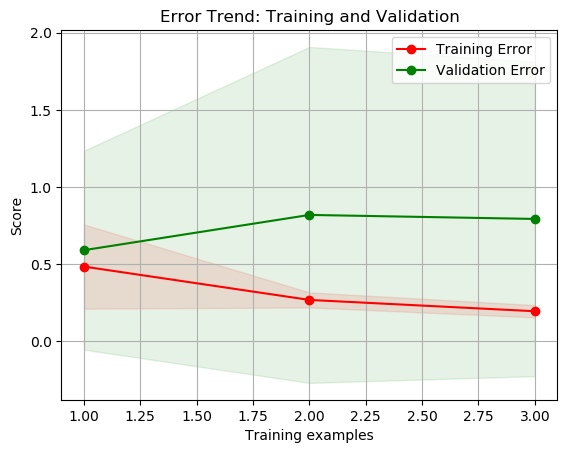 Error Trend: Training and Validation
2.0
1.5
1.0
0.5
0.0
Score
Training Error
Validation Error
1.00 1.25 1.50 1.75 2.00 2.25 2.50 2.75 3.00
Training examples